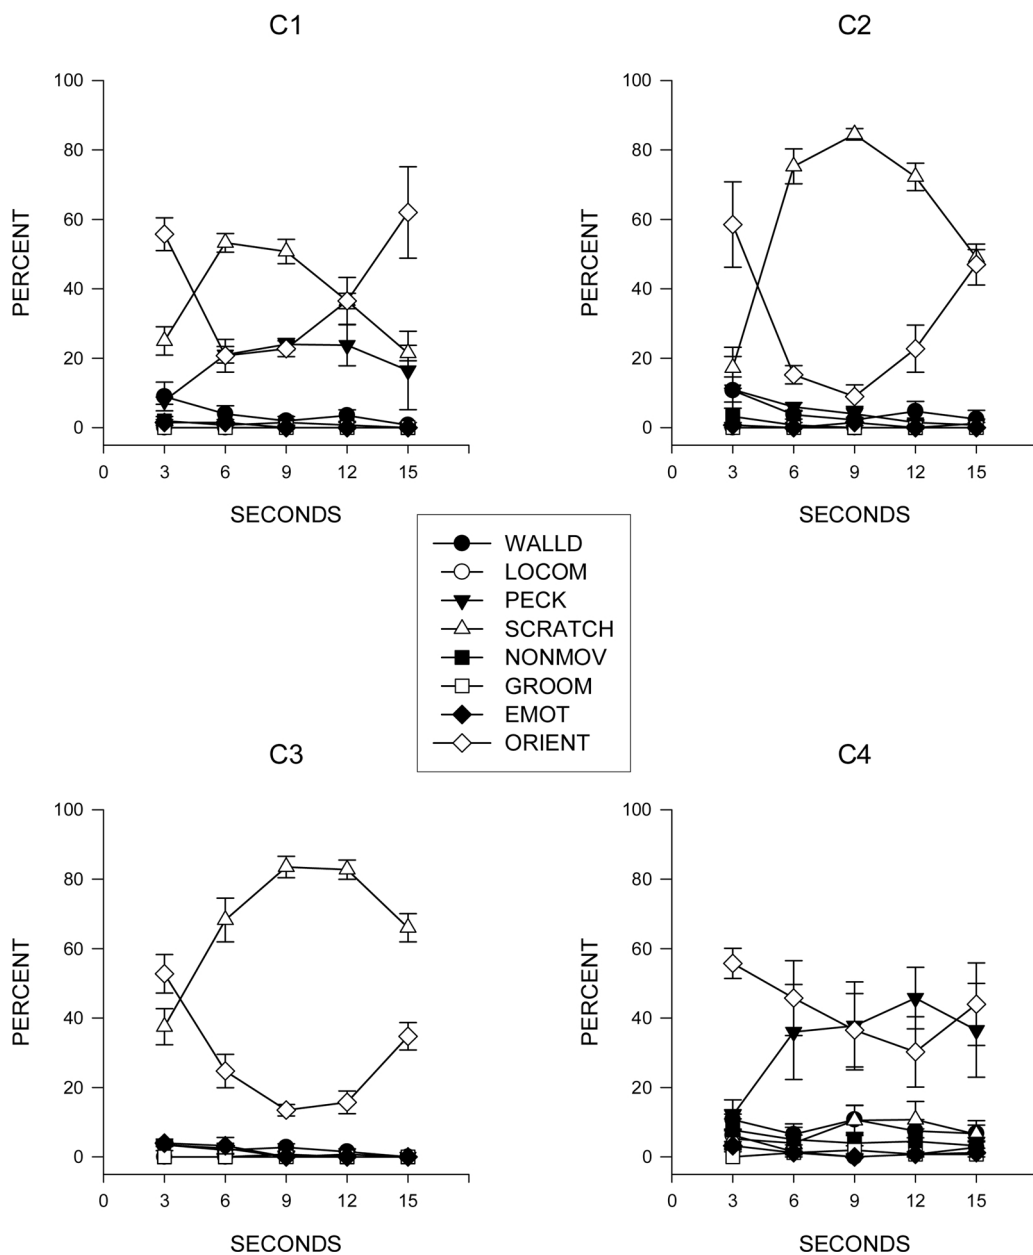 C1
C2
100
80
60
40
20
0
PERCENT
0 3 6 9 12 15
SECONDS
100
80
60
40
20
0
PERCENT
0 3 6 9 12 15
SECONDS
WALLD
LOCOM
PECK
SCRATCH
NONMOV
GROOM
EMOT
ORIENT
C3
C4
100
80
60
40
20
0
PERCENT
0 3 6 9 12 15
SECONDS
100
80
60
40
20
0
PERCENT
0 3 6 9 12 15
SECONDS